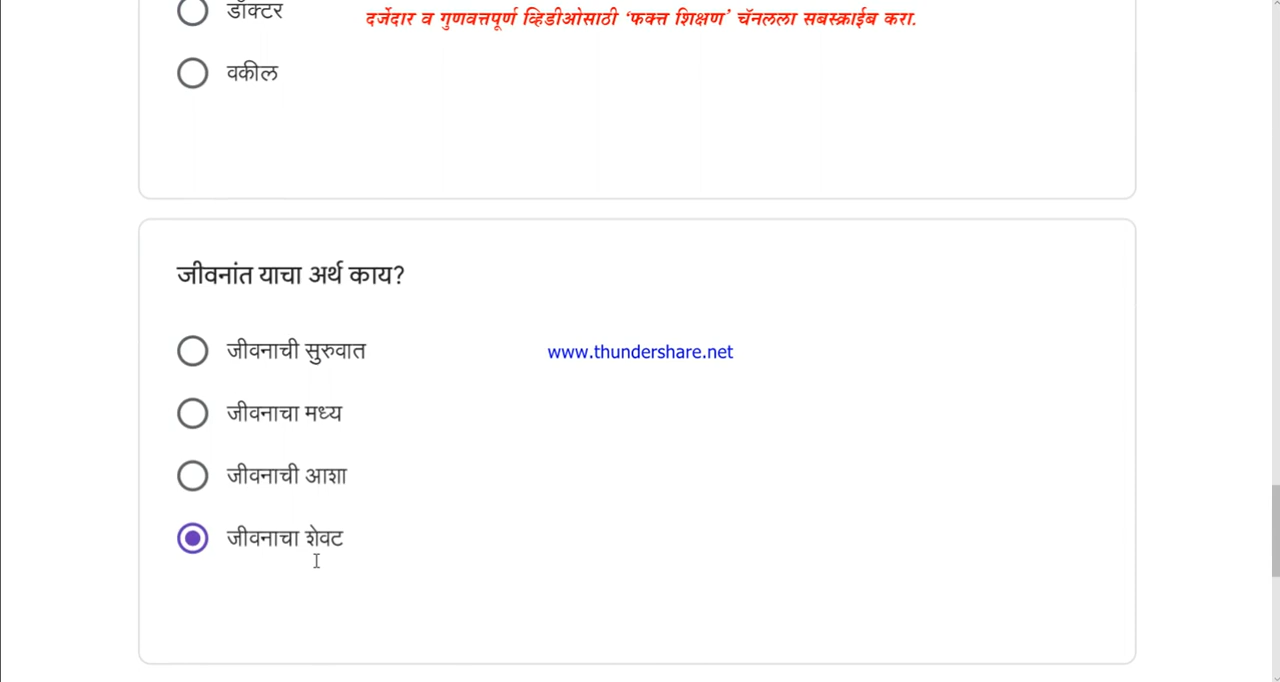 डॉक्टर
दर्जेदार व गुणवत्तपूर्ण व्हिडीओसाठी ‘फक्त शिक्षण’ चॅनलला सबस्क्राईब करा.
वकील
जीवनांत याचा अर्थ काय?
जीवनाची सुरुवात
www.thundershare.net
जीवनाचा मध्य
जीवनाची आशा
जीवनाचा शेवट